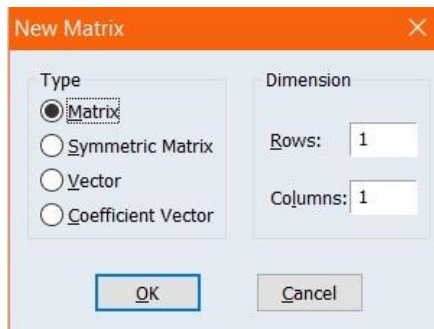 New Matrix
Type
Matrix
Symmetric Matrix
Vector
Coefficient Vector
Dimension
Rows: 1
Columns: 1
OK
Cancel